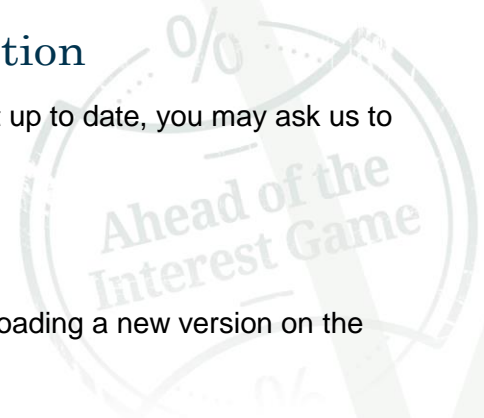 tion
t up to date, you may ask us to
%
Ahead of the
Interest Game
oading a new version on the
%